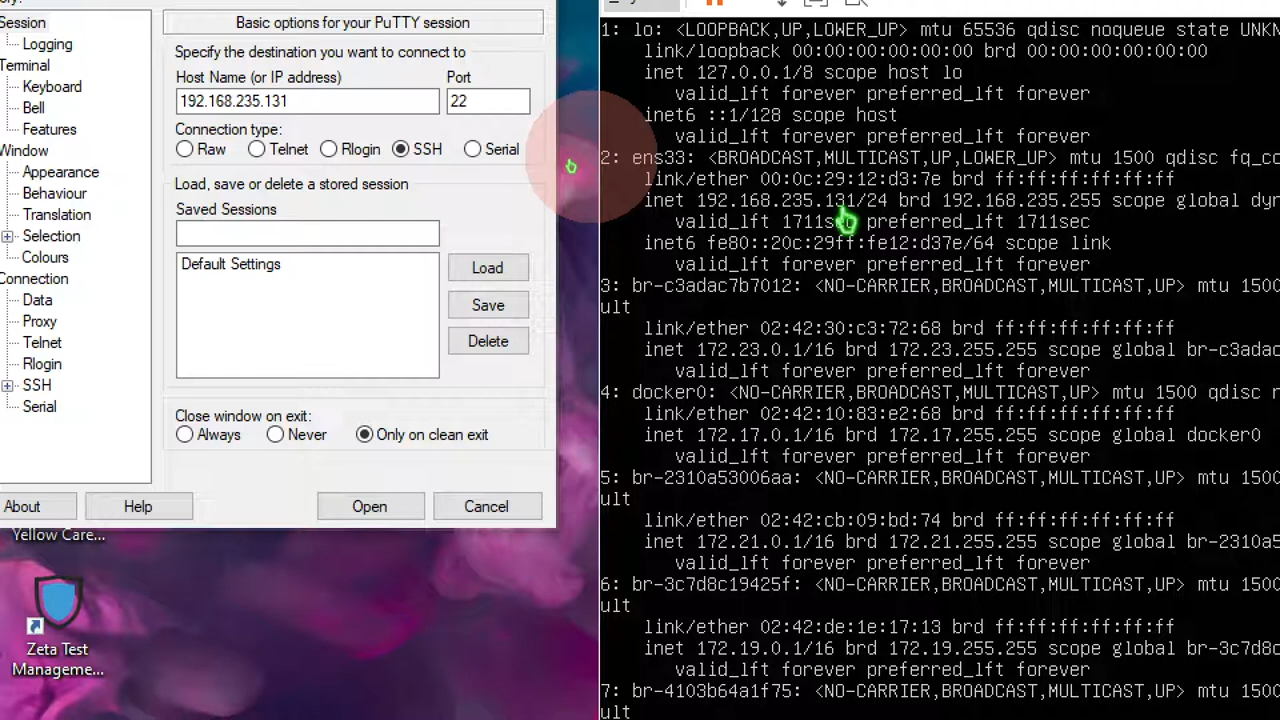 Session
Logging
Terminal
Keyboard
Bell
Features
Window
Appearance
Behaviour
Translation
Selection
Colours
Connection
Data
Proxy
Telnet
Rlogin
SSH
Serial
About
Help
Basic options for your PuTTY session
Specify the destination you want to connect to
Host Name (or IP address) Port
192.168.235.131 22
Connection type:
Raw Telnet Rlogin SSH Serial
Load, save or delete a stored session
Saved Sessions
Default Settings
Load
Save
Delete
Close window on exit:
Always Never Only on clean exit
Open Cancel
Yellow Care...
Zeta Test
Manageme...
1: lo: <LOOPBACK,UP,LOWER_UP> mtu 65536 qdisc noqueue state UNK
link/loopback 00:00:00:00:00:00 brd 00:00:00:00:00:00
inet 127.0.0.1/8 scope host lo
valid_lft forever preferred_lft forever
inet6 ::1/128 scope host
valid_lft forever preferred_lft forever
2: ens33: <BROADCAST,MULTICAST,UP,LOWER_UP> mtu 1500 qdisc fq_co
link/ether 00:0c:29:12:d3:7e brd ff:ff:ff:ff:ff:ff
inet 192.168.235.131/24 brd 192.168.235.255 scope global dyn
valid_lft 1711sec preferred_lft 1711sec
inet6 fe80::20c:29ff:fe12:d37e/64 scope link
valid_lft forever preferred_lft forever
3: br-c3adac7b7012: <NO-CARRIER,BROADCAST,MULTICAST,UP> mtu 1500
ult
link/ether 02:42:30:c3:72:68 brd ff:ff:ff:ff:ff:ff
inet 172.23.0.1/16 brd 172.23.255.255 scope global br-c3adac
valid_lft forever preferred_lft forever
4: docker0: <NO-CARRIER,BROADCAST,MULTICAST,UP> mtu 1500 qdisc n
link/ether 02:42:10:83:e2:68 brd ff:ff:ff:ff:ff:ff
inet 172.17.0.1/16 brd 172.17.255.255 scope global docker0
valid_lft forever preferred_lft forever
5: br-2310a53006aa: <NO-CARRIER,BROADCAST,MULTICAST,UP> mtu 1500
ult
link/ether 02:42:cb:09:bd:74 brd ff:ff:ff:ff:ff:ff
inet 172.21.0.1/16 brd 172.21.255.255 scope global br-2310a5
valid_lft forever preferred_lft forever
6: br-3c7d8c19425f: <NO-CARRIER,BROADCAST,MULTICAST,UP> mtu 1500
ult
link/ether 02:42:de:1e:17:13 brd ff:ff:ff:ff:ff:ff
inet 172.19.0.1/16 brd 172.19.255.255 scope global br-3c7d8c
valid_lft forever preferred_lft forever
7: br-4103b64a1f75: <NO-CARRIER,BROADCAST,MULTICAST,UP> mtu 1500
ult